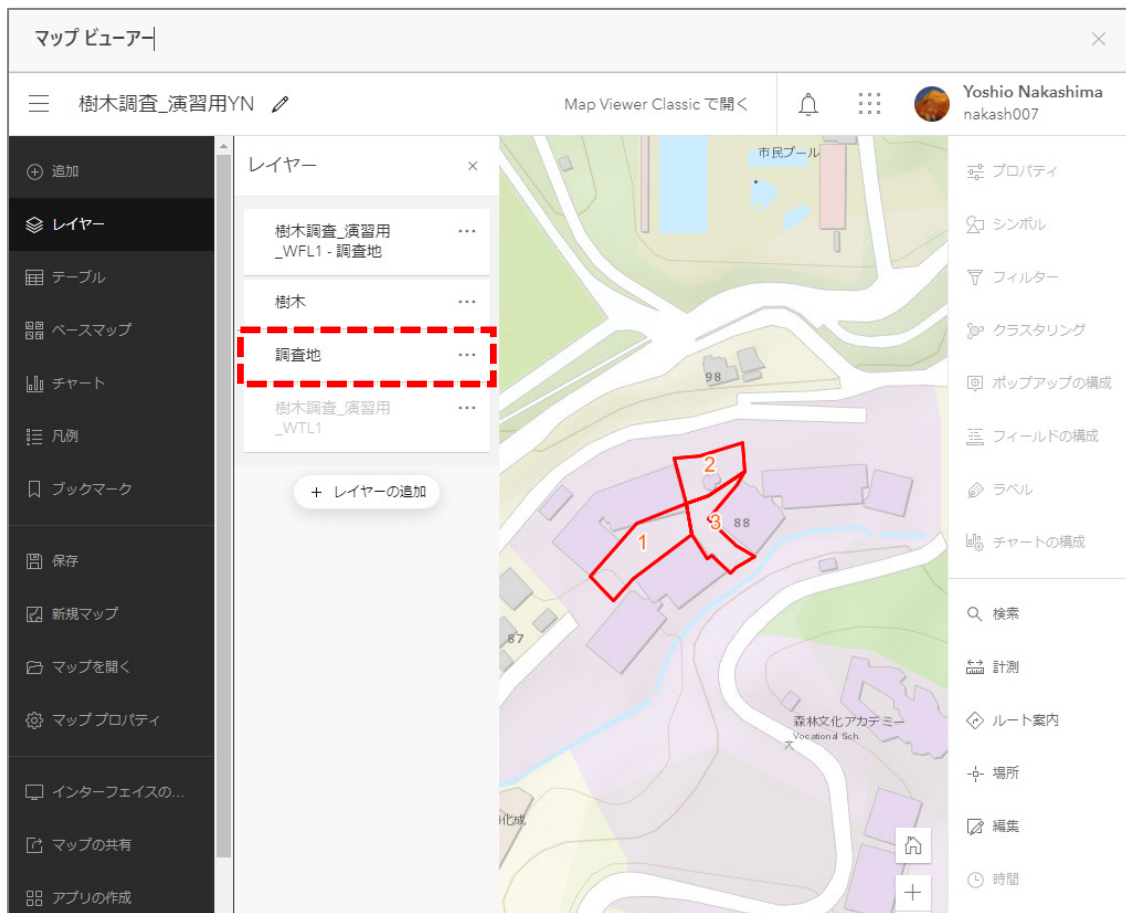 マップ ビューアー
樹木調査_演習用YN
Map Viewer Classic で開く
Yoshio Nakashima
nakash007
追加
レイヤー
テーブル
ベースマップ
チャート
凡例
ブックマーク
保存
新規マップ
マップを開く
マップ プロパティ
インターフェイスの...
マップの共有
アプリの作成
レイヤー
樹木調査_演習用
_WFL1 - 調査地
樹木
調査地
樹木調査_演習用
_WTL1
+ レイヤーの追加
市民プール
98
2
3
88
1
87
森林文化アカデミー
Vocational Sch.
化成
プロパティ
シンボル
フィルター
クラスタリング
ポップアップの構成
フィールドの構成
ラベル
チャートの構成
検索
計測
ルート案内
場所
編集
時間